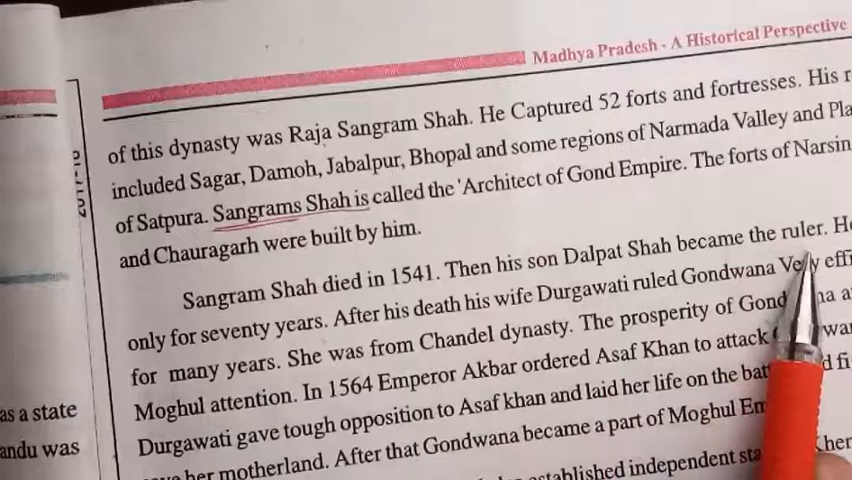 Madhya Pradesh - A Historical Perspective
of this dynasty was Raja Sangram Shah. He Captured 52 forts and fortresses. His
included Sagar, Damoh, Jabalpur, Bhopal and some regions of Narmada Valley and
of Satpura. Sangrams Shah is called the 'Architect of Gond Empire. The forts of
and Chauragarh were built by him.
Sangram Shah died in 1541. Then his son Dalpat Shah became the ruler.
only for seventy years. After his death his wife Durgawati ruled Gondwana Very
for many years. She was from Chandel dynasty. The prosperity of
Moghul attention. In 1564 Emperor Akbar ordered Asaf Khan to attack
Durgawati gave tough opposition to Asaf khan and laid her life on the
her motherland. After that Gondwana became a part of Moghul
established independent
2017-18
as a state
andu was